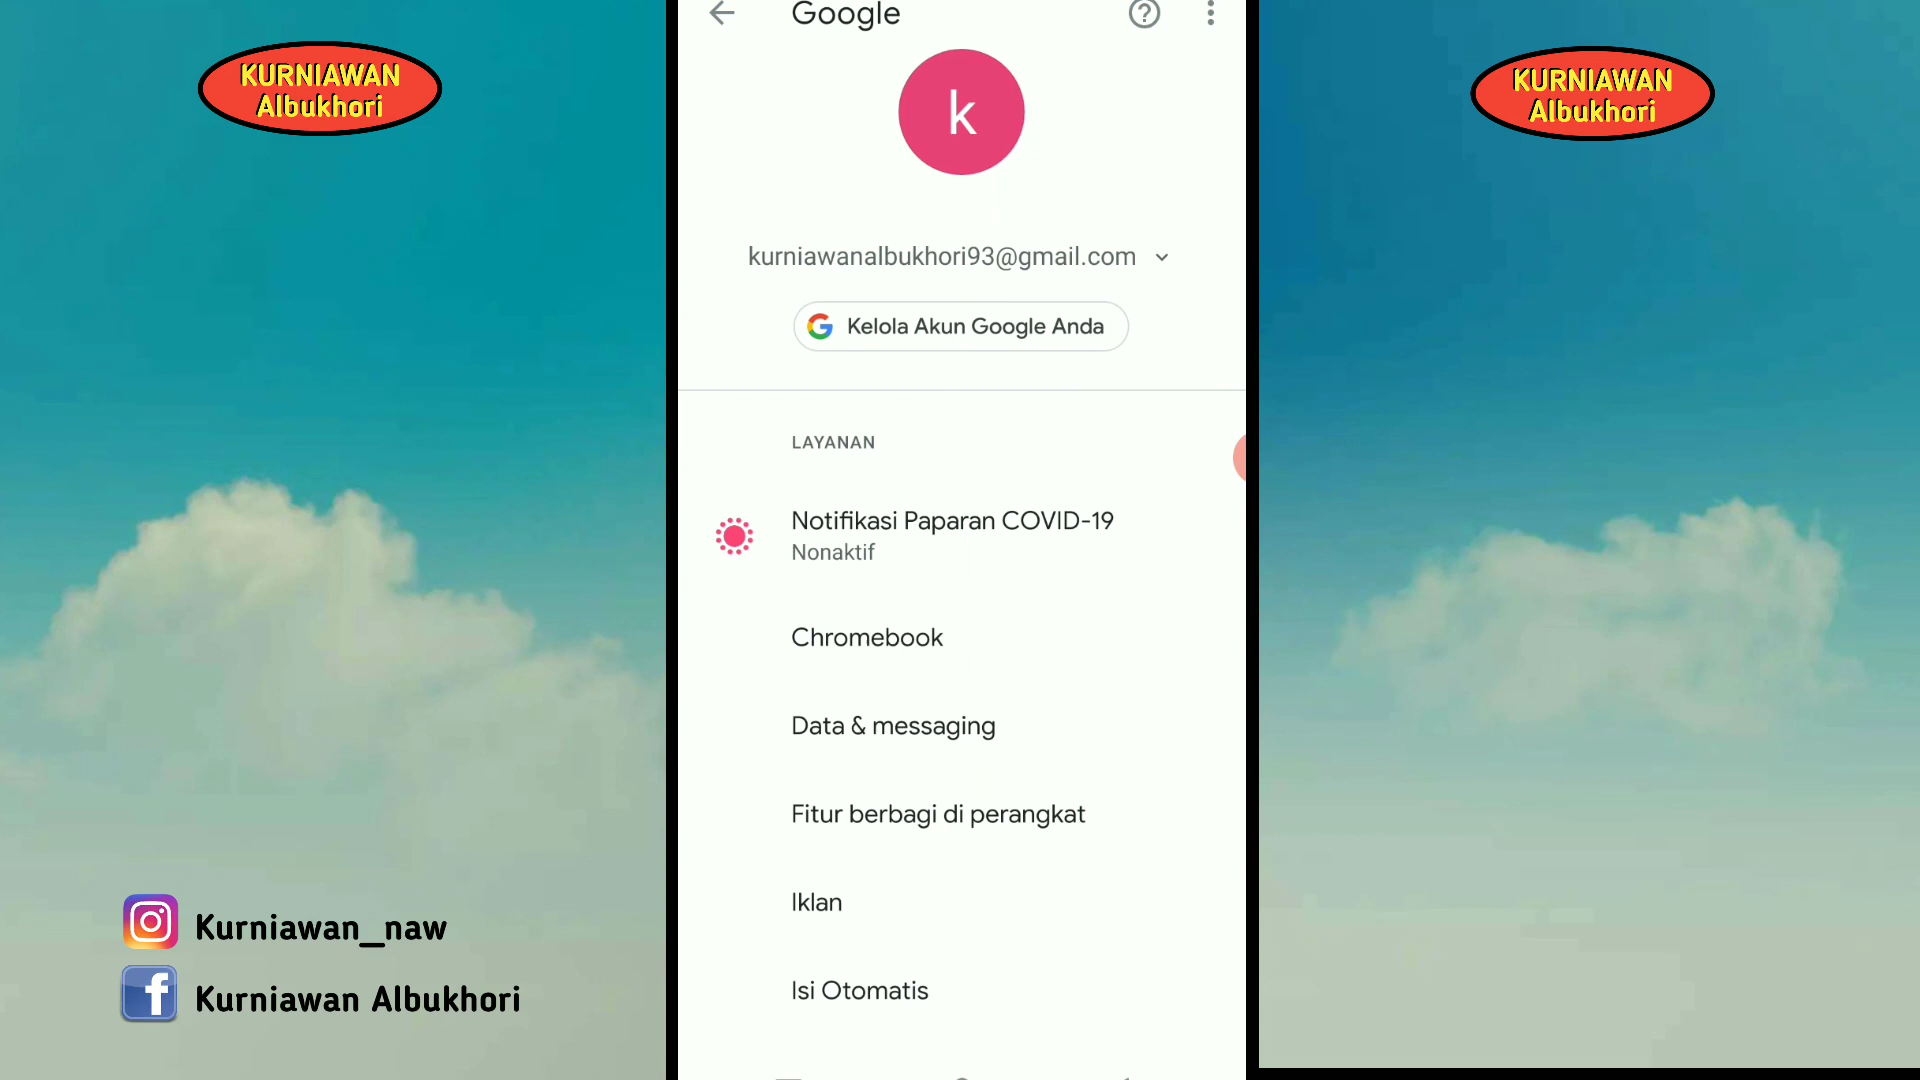 KURNIAWAN
Albukhori
Google
k
kurniawanalbukhori93@gmail.com
Kelola Akun Google Anda
LAYANAN
Notifikasi Paparan COVID-19
Nonaktif
Chromebook
Data & messaging
Fitur berbagi di perangkat
Iklan
Isi Otomatis
KURNIAWAN
Albukhori
Kurniawan_naw
Kurniawan Albukhori